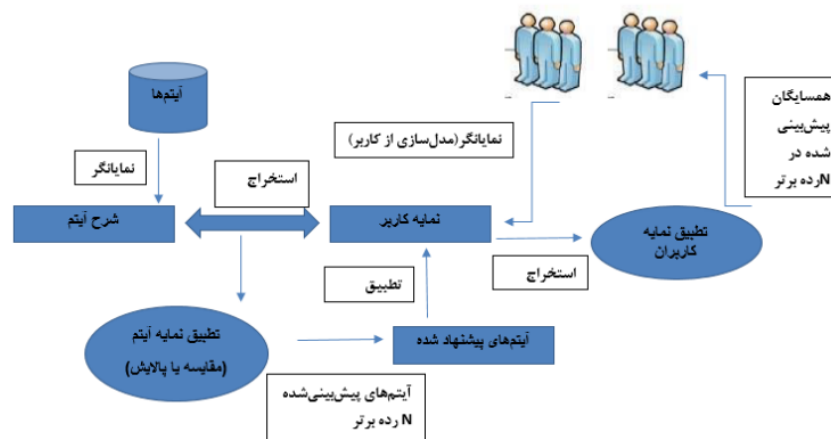 همسایگان
پیش‌بینی
شده در
Nرده برتر
آیتم‌ها
نمایانگر(مدل‌سازی از کاربر)
نمایانگر
استخراج
شرح آیتم
نمایه کاربر
تطبیق نمایه
کاربران
استخراج
تطبیق
تطبیق نمایه آیتم
(مقایسه یا پالایش)
آیتم‌های پیشنهاد شده
آیتم‌های پیش‌بینی‌شده
N رده برتر